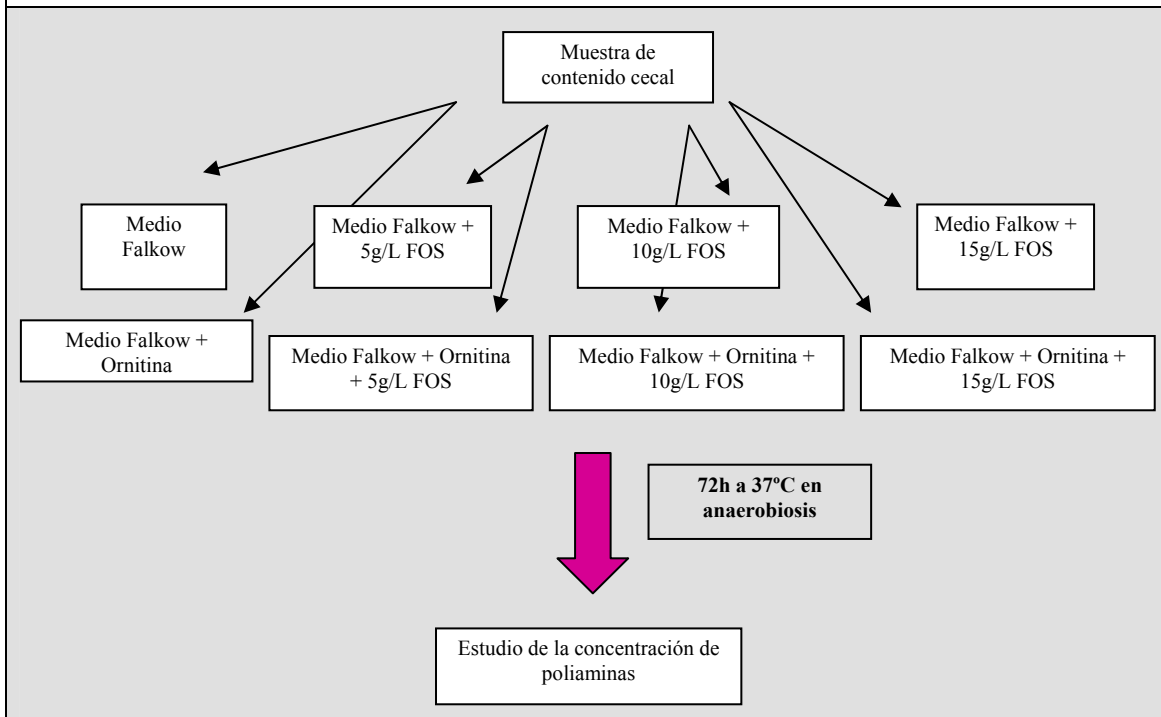 Muestra de
contenido cecal
Medio
Falkow
Medio Falkow +
5g/L FOS
Medio Falkow +
10g/L FOS
Medio Falkow +
15g/L FOS
Medio Falkow +
Ornitina
Medio Falkow + Ornitina
+ 5g/L FOS
Medio Falkow + Ornitina +
10g/L FOS
Medio Falkow + Ornitina +
15g/L FOS
72h a 37ºC en
anaerobiosis
Estudio de la concentración de
poliaminas